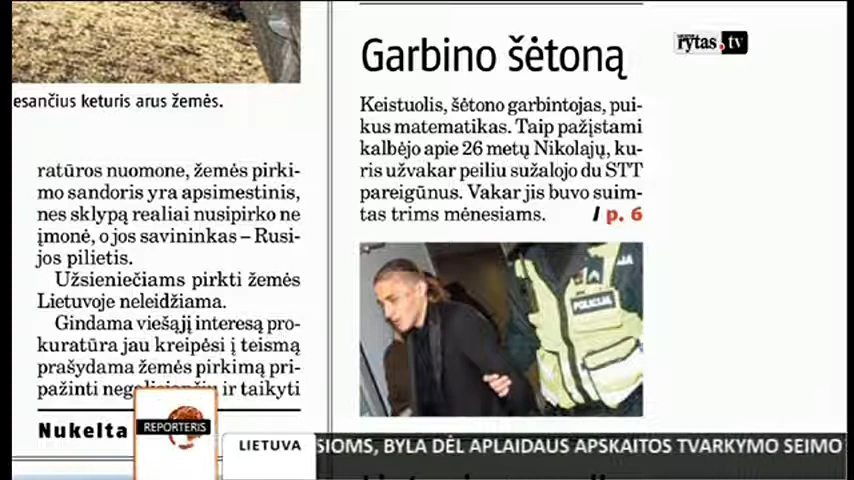 esančius keturis arus žemės.
ratūros nuomone, žemės pirki-
mo sandoris yra apsimestinis,
nes sklypą realiai nusipirko ne
įmonė, o jos savininkas – Rusi-
jos pilietis.
Užsieniečiams pirkti žemės
Lietuvoje neleidžiama.
Gindama viešąjį interesą pro-
kuratūra jau kreipėsi į teismą
prašydama žemės pirkimą pri-
pažinti ir taikyti
Nukelta
Garbino šėtoną
Keistuolis, šėtono garbintojas, pui-
kus matematikas. Taip pažįstami
kalbėjo apie 26 metų Nikolajų, ku-
ris užvakar peiliu sužalojo du STT
pareigūnus. Vakar jis buvo suim-
tas trims mėnesiams. / p. 6
POLICIJA
rytas.tv
REPORTERIS
LIETUVA
SIOMS, BYLA DĖL APLAIDAUS APSKAITOS TVARKYMO SEIMO